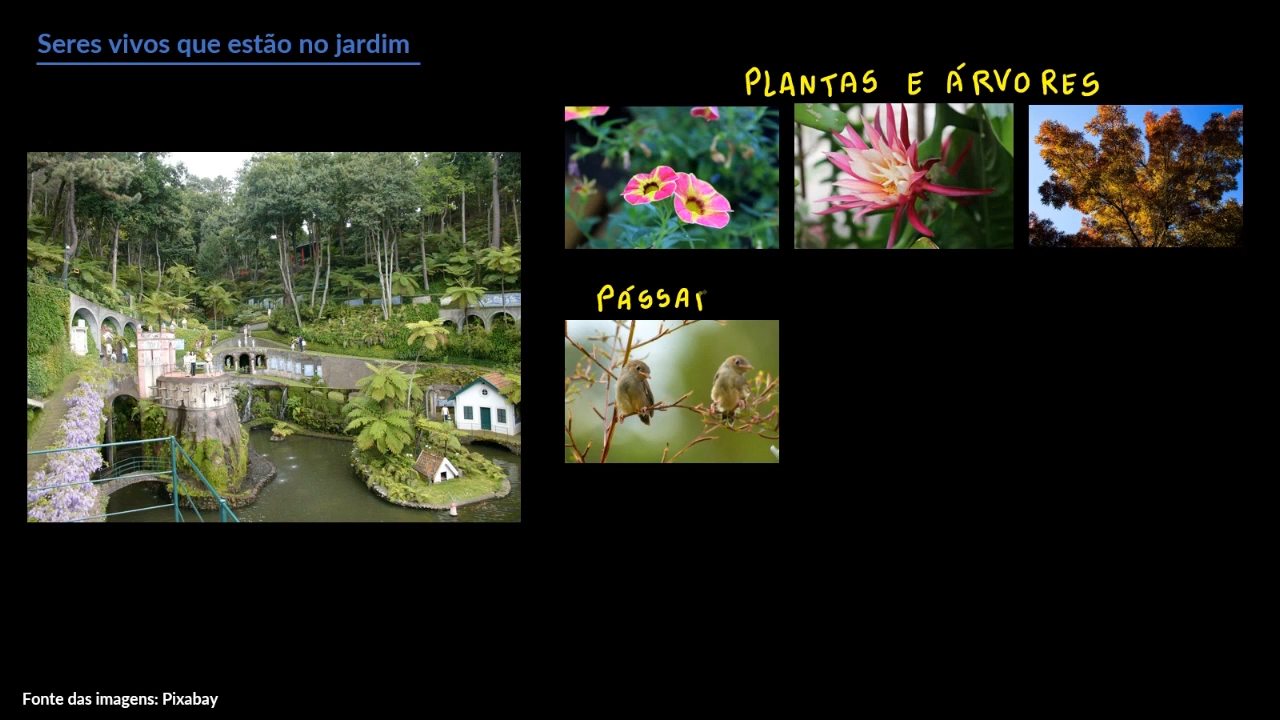 Seres vivos que estão no jardim
PLANTAS E ÁRVORES
PÁSSAr
Fonte das imagens: Pixabay